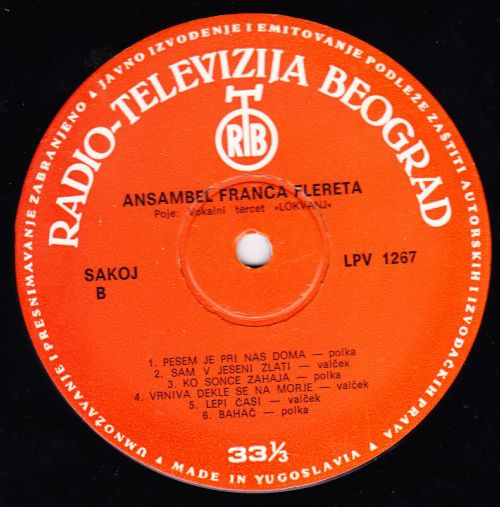 UMNOŽAVANJE I PRESNIMAVANJE ZABRANJENO ▲ JAVNO IZVOĐENJE I EMITOVANJE PODLEŽE ZAŠTITI AUTORSKIH I IZVOĐAČKIH PRAVA ▲
RADIO-TELEVIZIJA BEOGRAD
RTB
ANSAMBEL FRANCA FLERETA
Poje: Vokalni tercet »LOKVANJ«
SAKOJ
B
LPV 1267
1. PESEM JE PRI NAS DOMA — polka
2. SAM V JESENI ZLATI — valček
3. KO SONCE ZAHAJA — polka
4. VRNIVA DEKLE SE NA MORJE — valček
5. LEPI ČASI — valček
6. BAHAČ — polka
33⅓
▲ MADE IN YUGOSLAVIA ▲